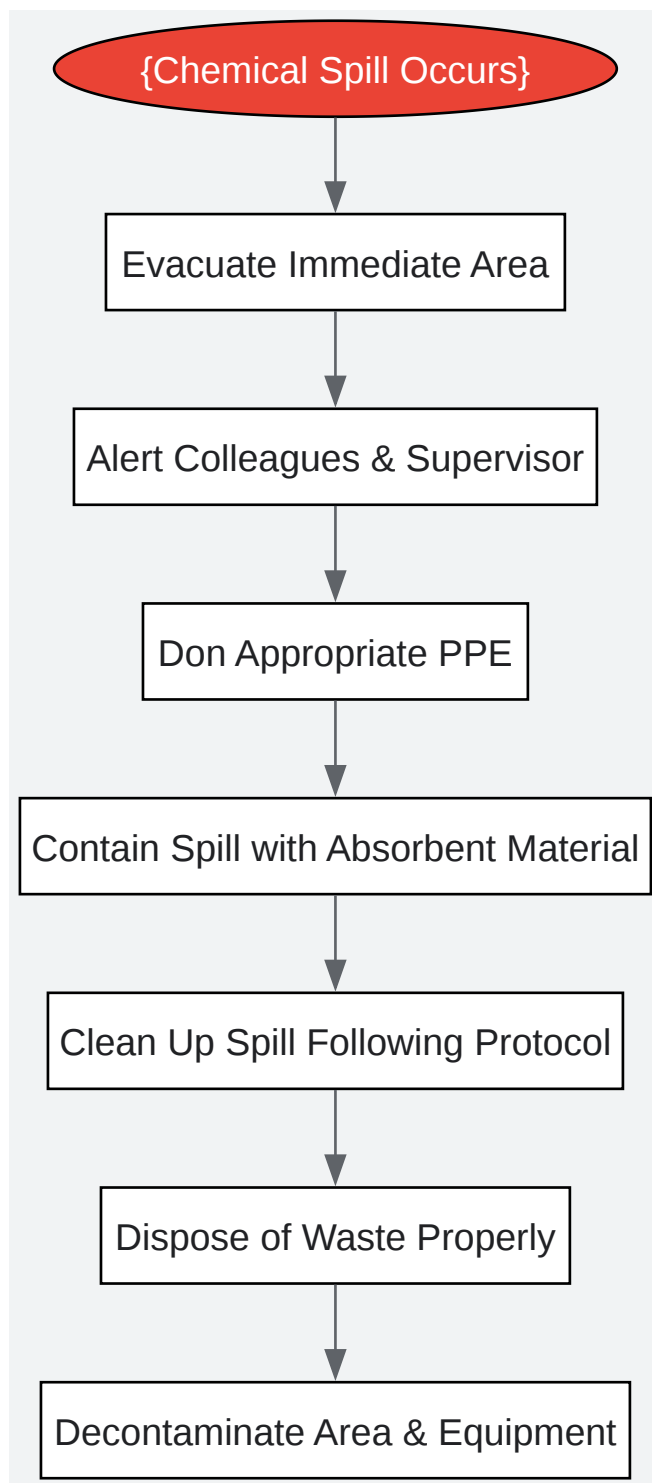 {Chemical Spill Occurs}
Evacuate Immediate Area
Alert Colleagues & Supervisor
Don Appropriate PPE
Contain Spill with Absorbent Material
Clean Up Spill Following Protocol
Dispose of Waste Properly
Decontaminate Area & Equipment